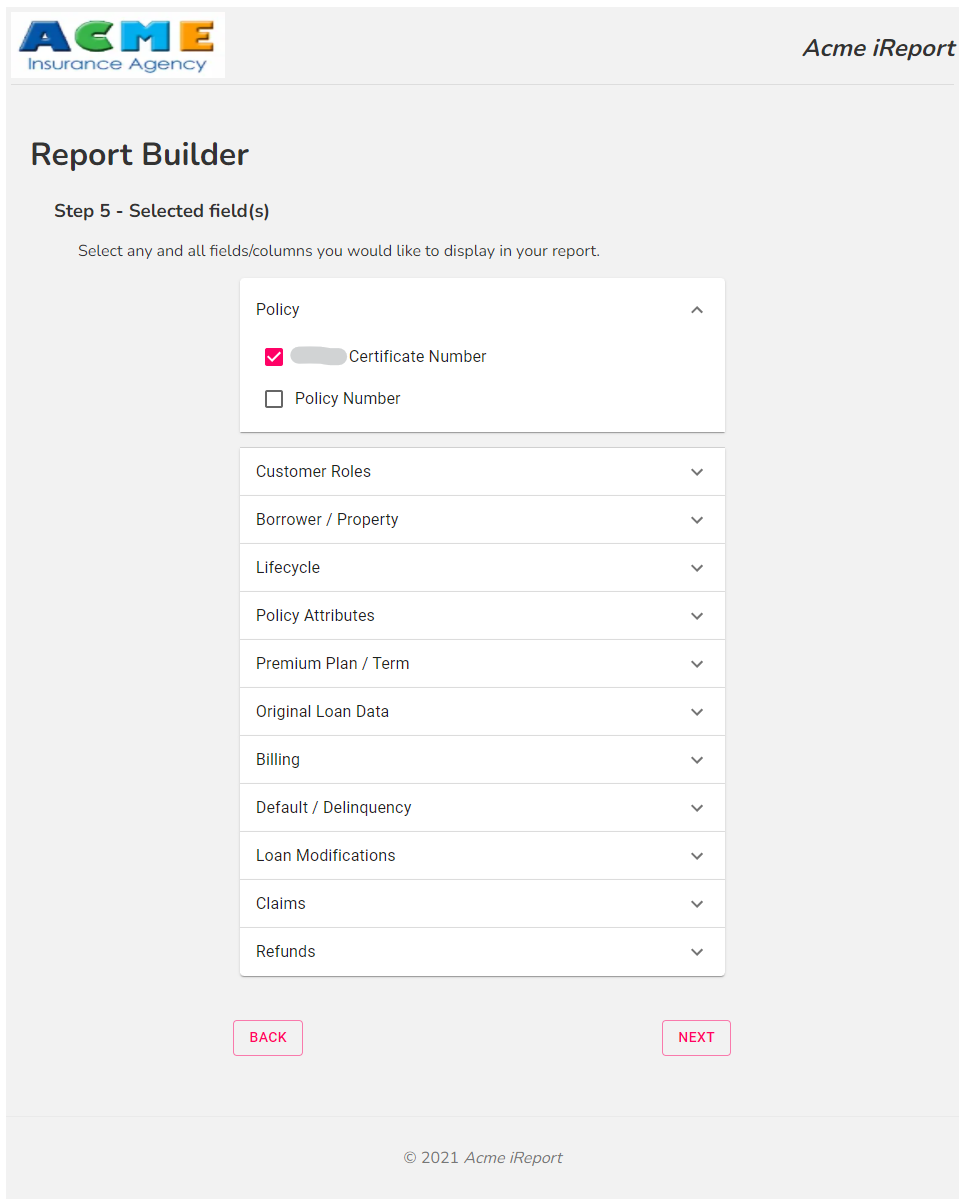 ACME
Insurance Agency
Acme iReport
Report Builder
Step 5 - Selected field(s)
Select any and all fields/columns you would like to display in your report.
Policy
Certificate Number
Policy Number
Customer Roles
Borrower / Property
Lifecycle
Policy Attributes
Premium Plan / Term
Original Loan Data
Billing
Default / Delinquency
Loan Modifications
Claims
Refunds
BACK
NEXT
© 2021 Acme iReport